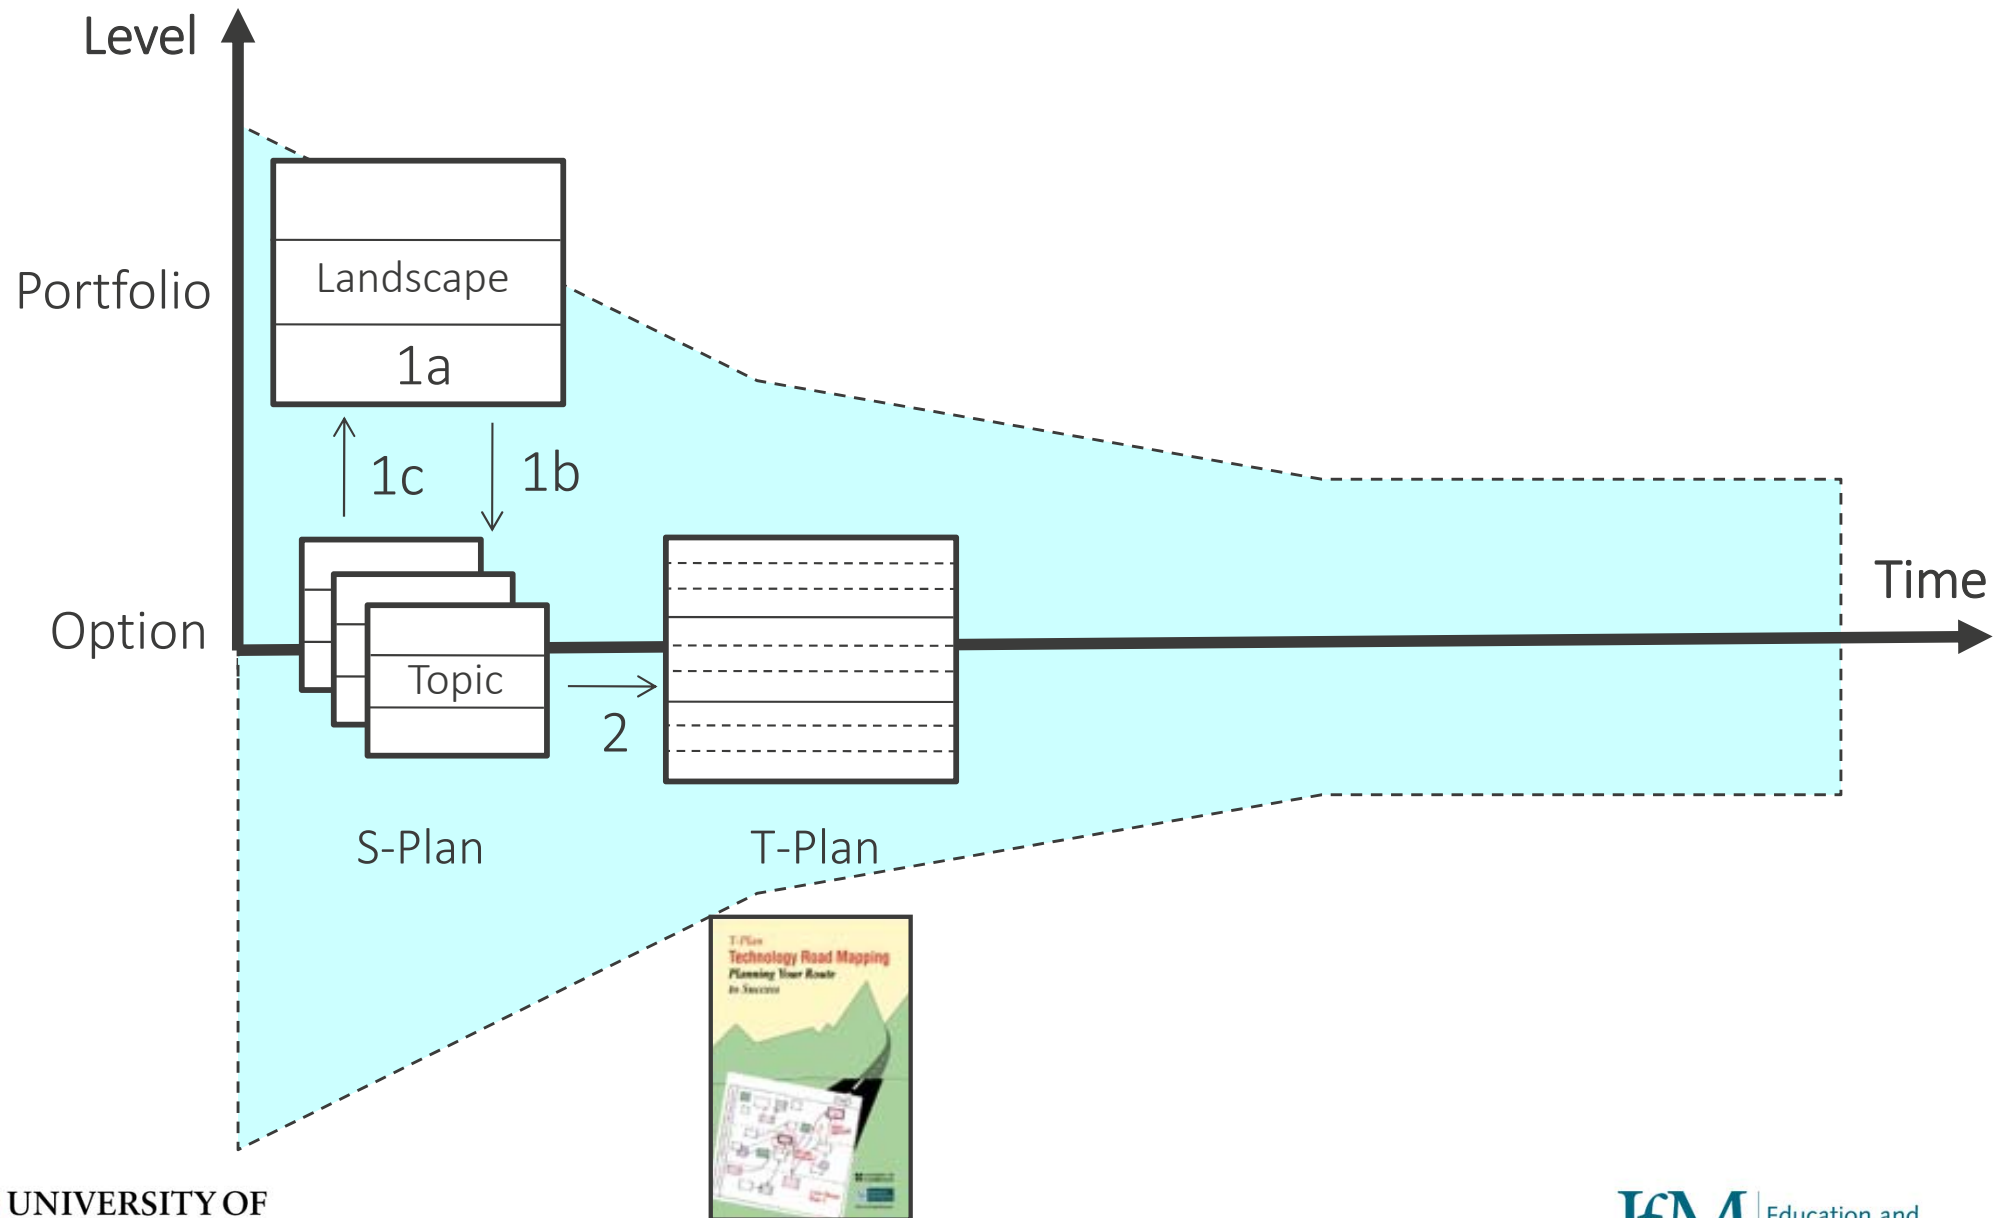 Level
Portfolio
Landscape
1a
1c
1b
Option
Topic
2
Time
S-Plan
T-Plan
T-Plan
Technology Road Mapping
Planning Your Route
to Success
UNIVERSITY OF
IfM
Education and